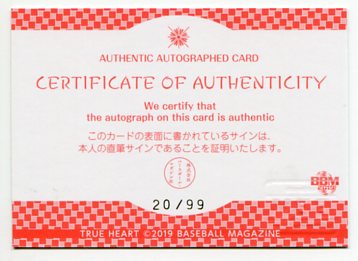 AUTHENTIC AUTOGRAPHED CARD
CERTIFICATE OF AUTHENTICITY
We certify that
the autograph on this card is authentic
このカードの表面に書かれているサインは、
本人の直筆サインであることを証明いたします。
20/99
BBM
2019
TRUE HEART ©2019 BASEBALL MAGAZINE